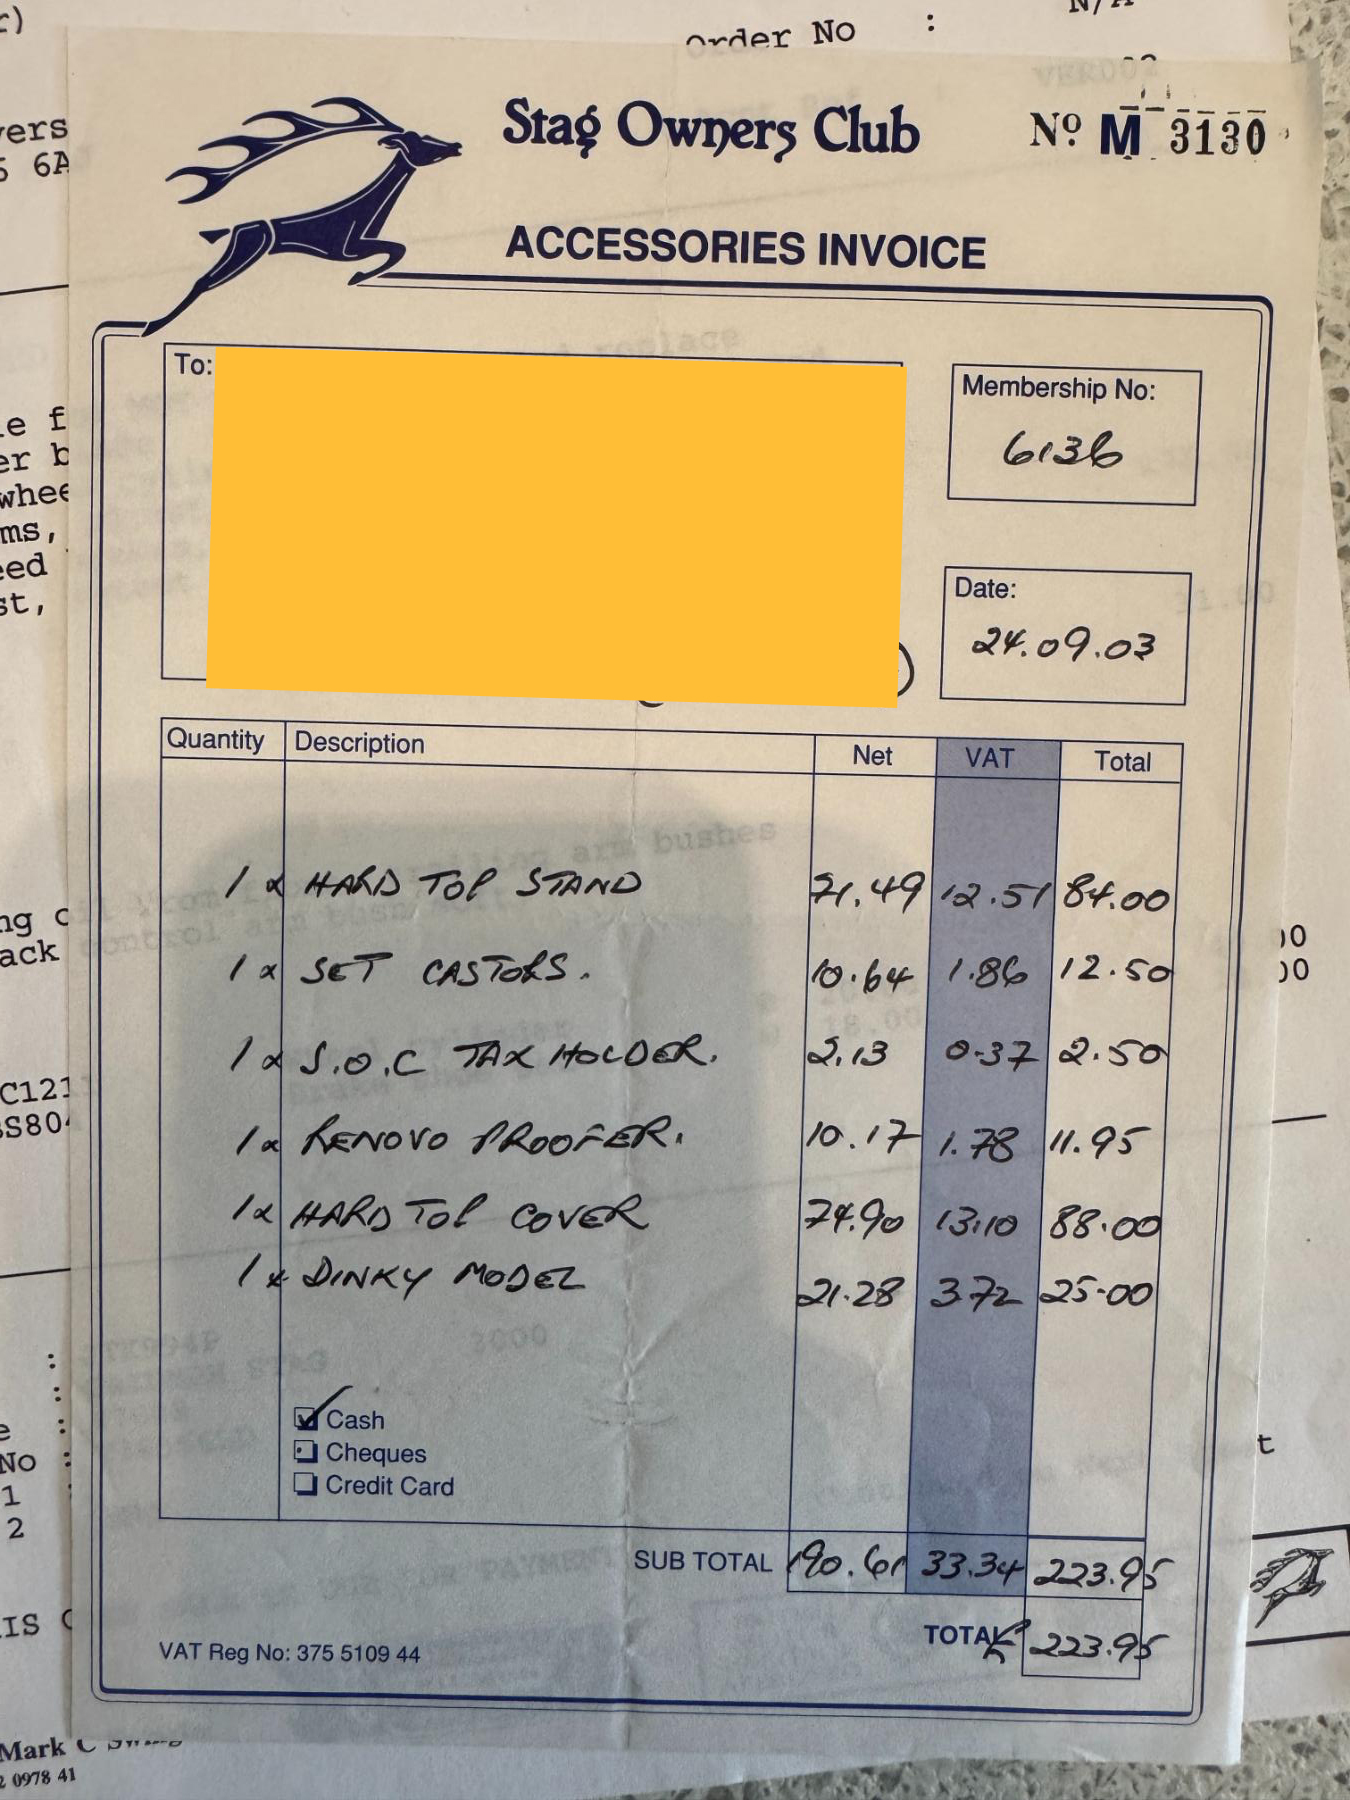 Order No :
N/A
Stag Owners Club
Nº M 3130
ACCESSORIES INVOICE
To:
Membership No:
6136
Date:
24.09.03
Quantity Description Net VAT Total
1 x HARD TOP STAND 71.49 12.51 84.00
1 x SET CASTORS. 10.64 1.86 12.50
1 x S.O.C TAX HOLDER. 2.13 0.37 2.50
1 x RENOVO PROOFER. 10.17 1.78 11.95
1 x HARD TOP COVER 74.90 13.10 88.00
1 x DINKY MODEL 21.28 3.72 25.00
Cash
Cheques
Credit Card
SUB TOTAL 190.61 33.34 223.95
TOTAL £ 223.95
VAT Reg No: 375 5109 44
Mark C
0978 41